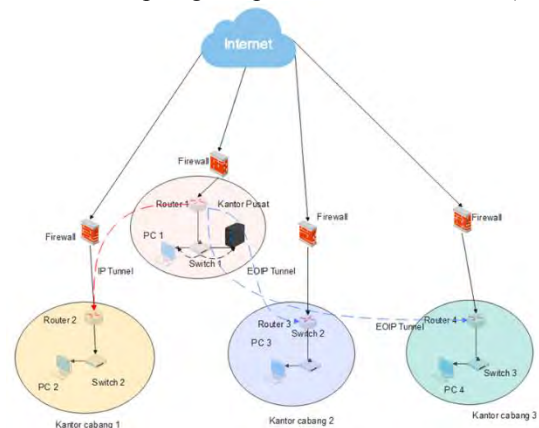 Internet
Firewall
Router 1
Kantor Pusat
PC 1
Switch 1
Firewall
Firewall
Firewall
IP Tunnel
EOIP Tunnel
Router 2
PC 2
Switch 2
Router 3
Switch 2
PC 3
EOIP Tunnel
Router 4
PC 4
Switch 3
Kantor cabang 1
Kantor cabang 2
Kantor cabang 3